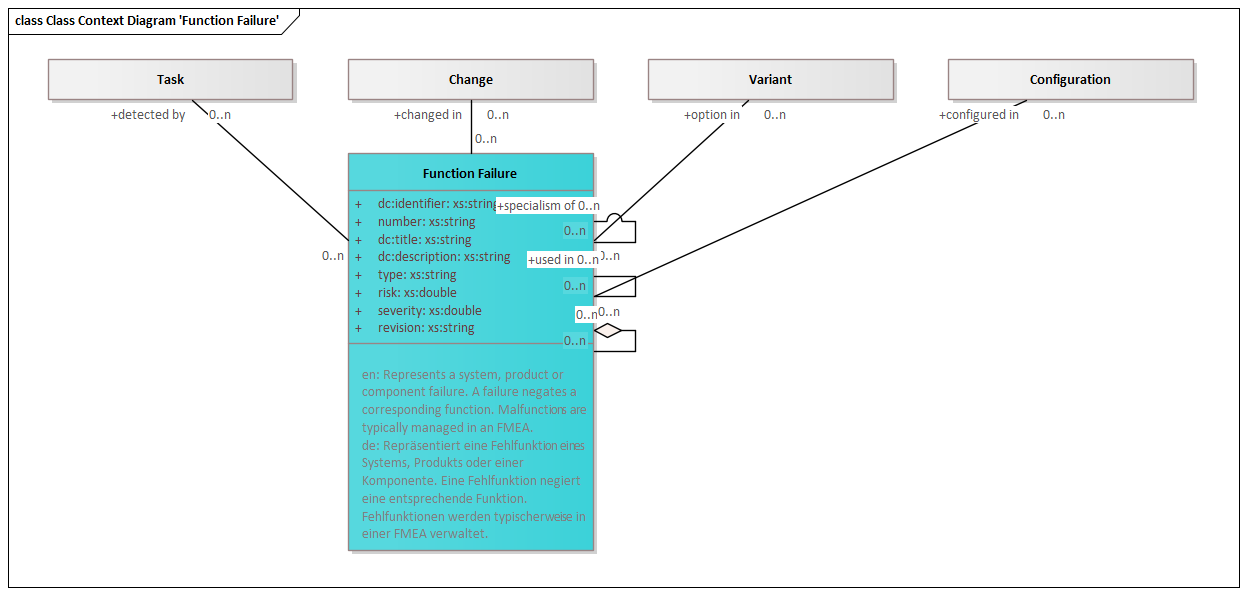 class Class Context Diagram 'Function Failure'
Task
Change
Variant
Configuration
+detected by 0..n
+changed in 0..n
+option in 0..n
+configured in 0..n
0..n
Function Failure
+ dc:identifier: xs:string
+specialism of 0..n
+ number: xs:string
0..n
+ dc:title: xs:string
0..n
+ dc:description: xs:string
+used in 0..n
0..n
+ type: xs:string
0..n
+ risk: xs:double
+ severity: xs:double
0..n
0..n
+ revision: xs:string
0..n
en: Represents a system, product or
component failure. A failure negates a
corresponding function. Malfunctions are
typically managed in an FMEA.
de: Repräsentiert eine Fehlfunktion eines
Systems, Produkts oder einer
Komponente. Eine Fehlfunktion negiert
eine entsprechende Funktion.
Fehlfunktionen werden typischerweise in
einer FMEA verwaltet.